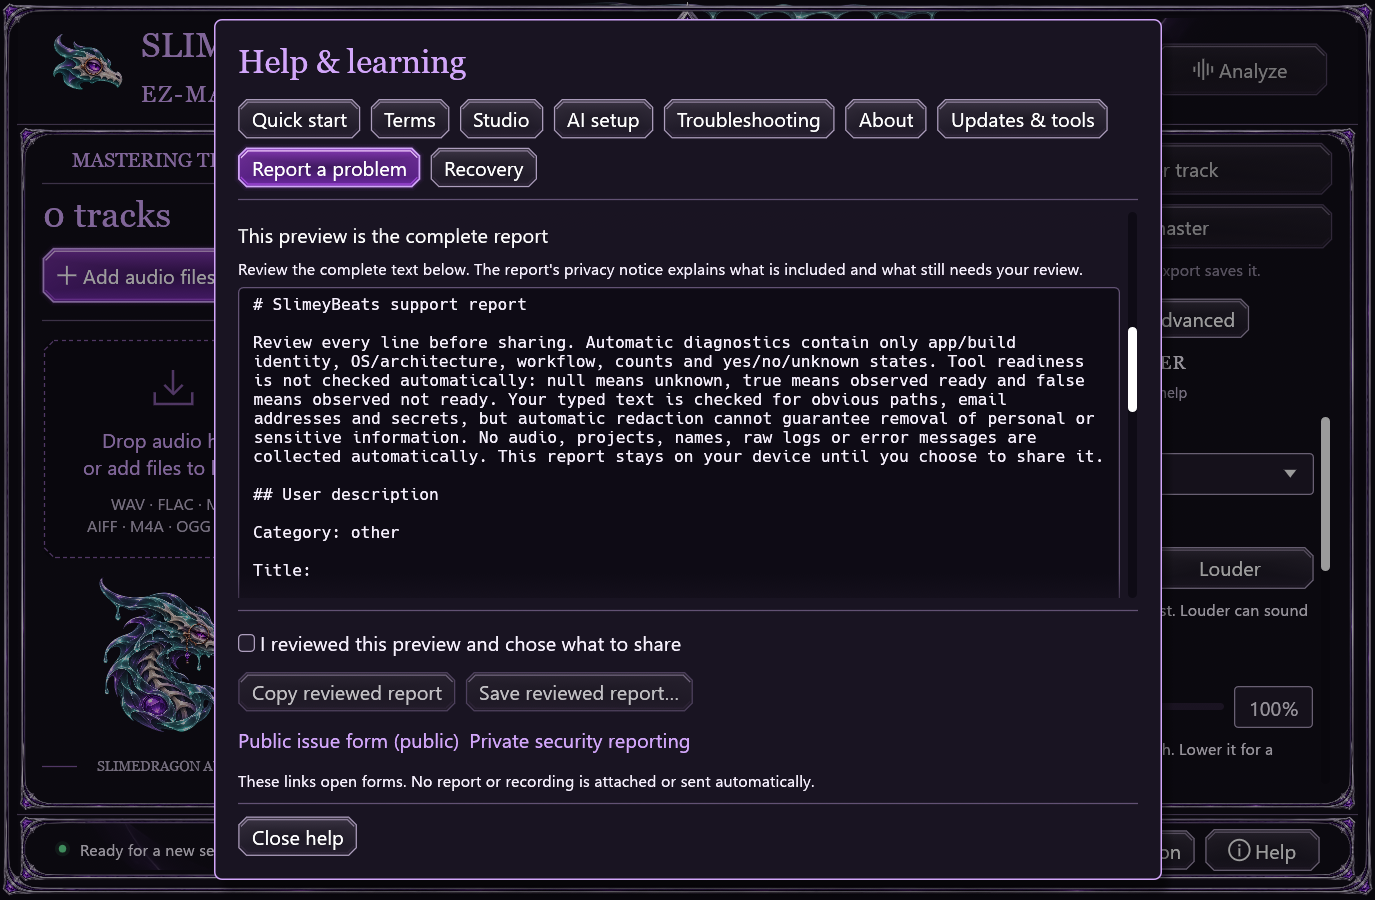 SLIM
EZ-MA
Analyze
MASTERING T
0 tracks
+ Add audio files
Drop audio h
or add files to
WAV · FLAC · M
AIFF · M4A · OGG
SLIMEDRAGON A
Ready for a new se
Help & learning
Quick start
Terms
Studio
AI setup
Troubleshooting
About
Updates & tools
Report a problem
Recovery
This preview is the complete report
Review the complete text below. The report's privacy notice explains what is included and what still needs your review.
# SlimeyBeats support report
Review every line before sharing. Automatic diagnostics contain only app/build
identity, OS/architecture, workflow, counts and yes/no/unknown states. Tool readiness
is not checked automatically: null means unknown, true means observed ready and false
means observed not ready. Your typed text is checked for obvious paths, email
addresses and secrets, but automatic redaction cannot guarantee removal of personal or
sensitive information. No audio, projects, names, raw logs or error messages are
collected automatically. This report stays on your device until you choose to share it.
## User description
Category: other
Title:
I reviewed this preview and chose what to share
Copy reviewed report
Save reviewed report...
Public issue form (public)
Private security reporting
These links open forms. No report or recording is attached or sent automatically.
Close help
r track
aster
xport saves it.
dvanced
ER
help
Louder
st. Louder can sound
100%
h. Lower it for a
on
Help